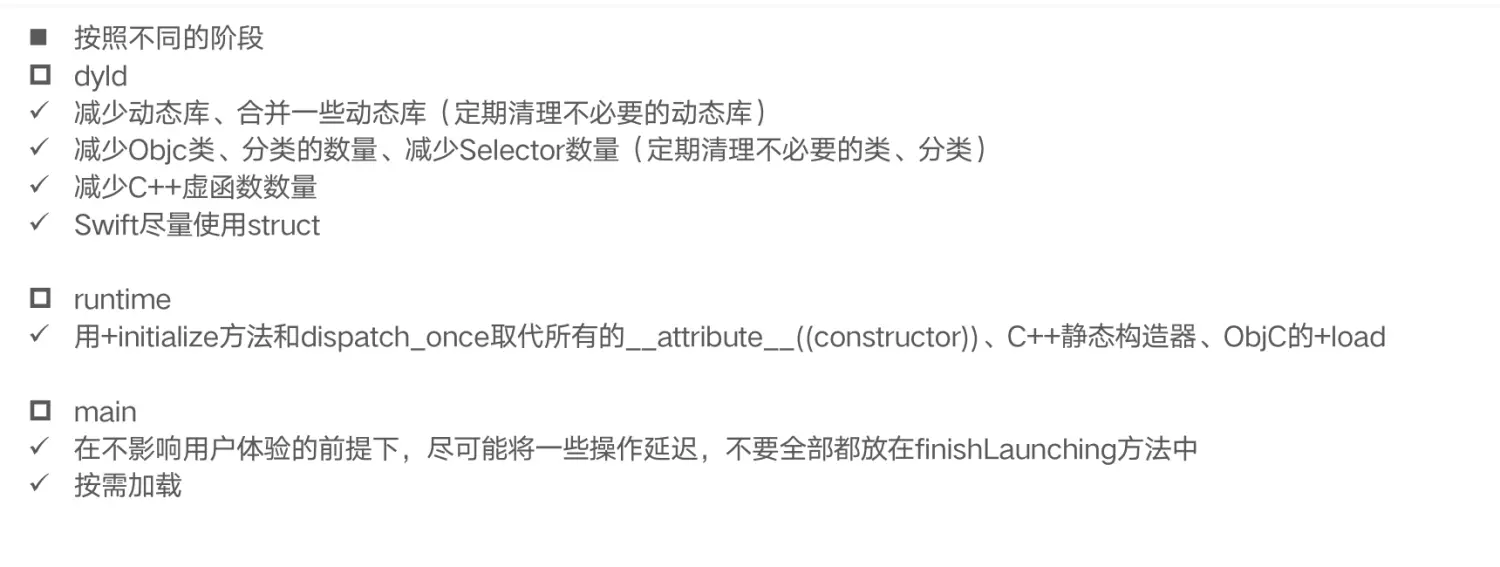 ■ 按照不同的阶段
□ dyld
✓ 减少动态库、合并一些动态库（定期清理不必要的动态库）
✓ 减少Objc类、分类的数量、减少Selector数量（定期清理不必要的类、分类）
✓ 减少C++虚函数数量
✓ Swift尽量使用struct
□ runtime
✓ 用+initialize方法和dispatch_once取代所有的__attribute__((constructor))、C++静态构造器、ObjC的+load
□ main
✓ 在不影响用户体验的前提下，尽可能将一些操作延迟，不要全部都放在finishLaunching方法中
✓ 按需加载